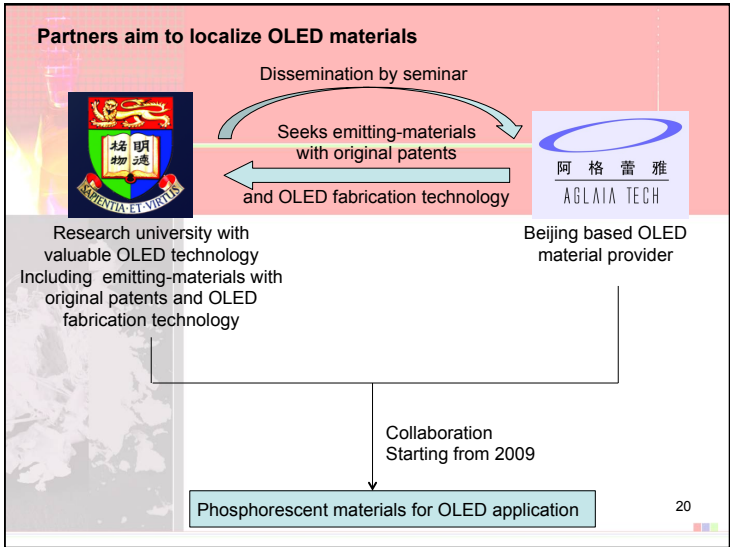 Partners aim to localize OLED materials
Dissemination by seminar
Seeks emitting-materials
with original patents
and OLED fabrication technology
明德
格物
SAPIENTIA·ET·VIRTUS
阿格蕾雅
AGLAIA TECH
Research university with
valuable OLED technology
Including emitting-materials with
original patents and OLED
fabrication technology
Beijing based OLED
material provider
Collaboration
Starting from 2009
Phosphorescent materials for OLED application
20